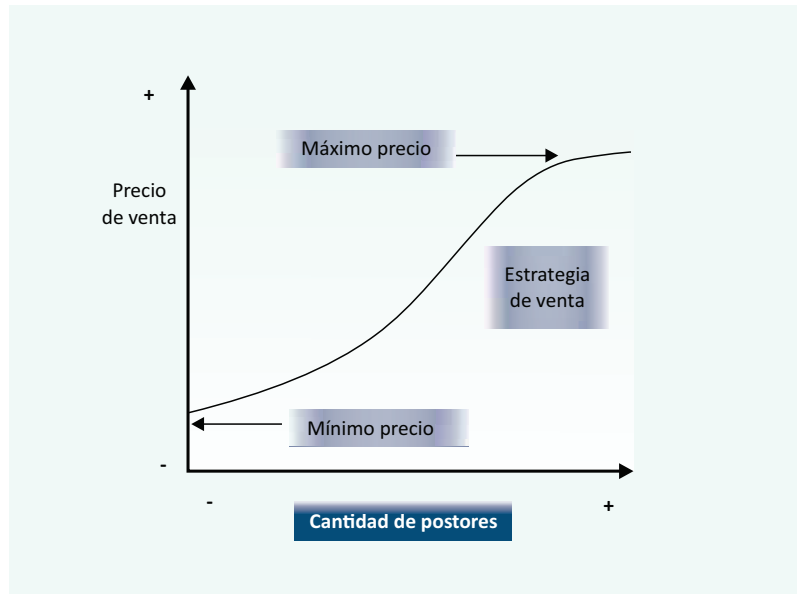 +
Máximo precio
Precio
de venta
Estrategia
de venta
Mínimo precio
-
-
+
Cantidad de postores